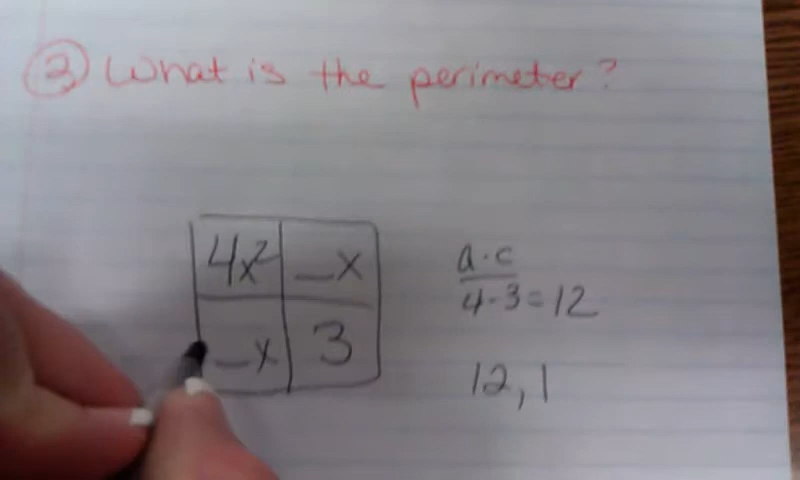 3 What is the perimeter?
4x² _x
_x 3
a·c
4·3=12
12,1